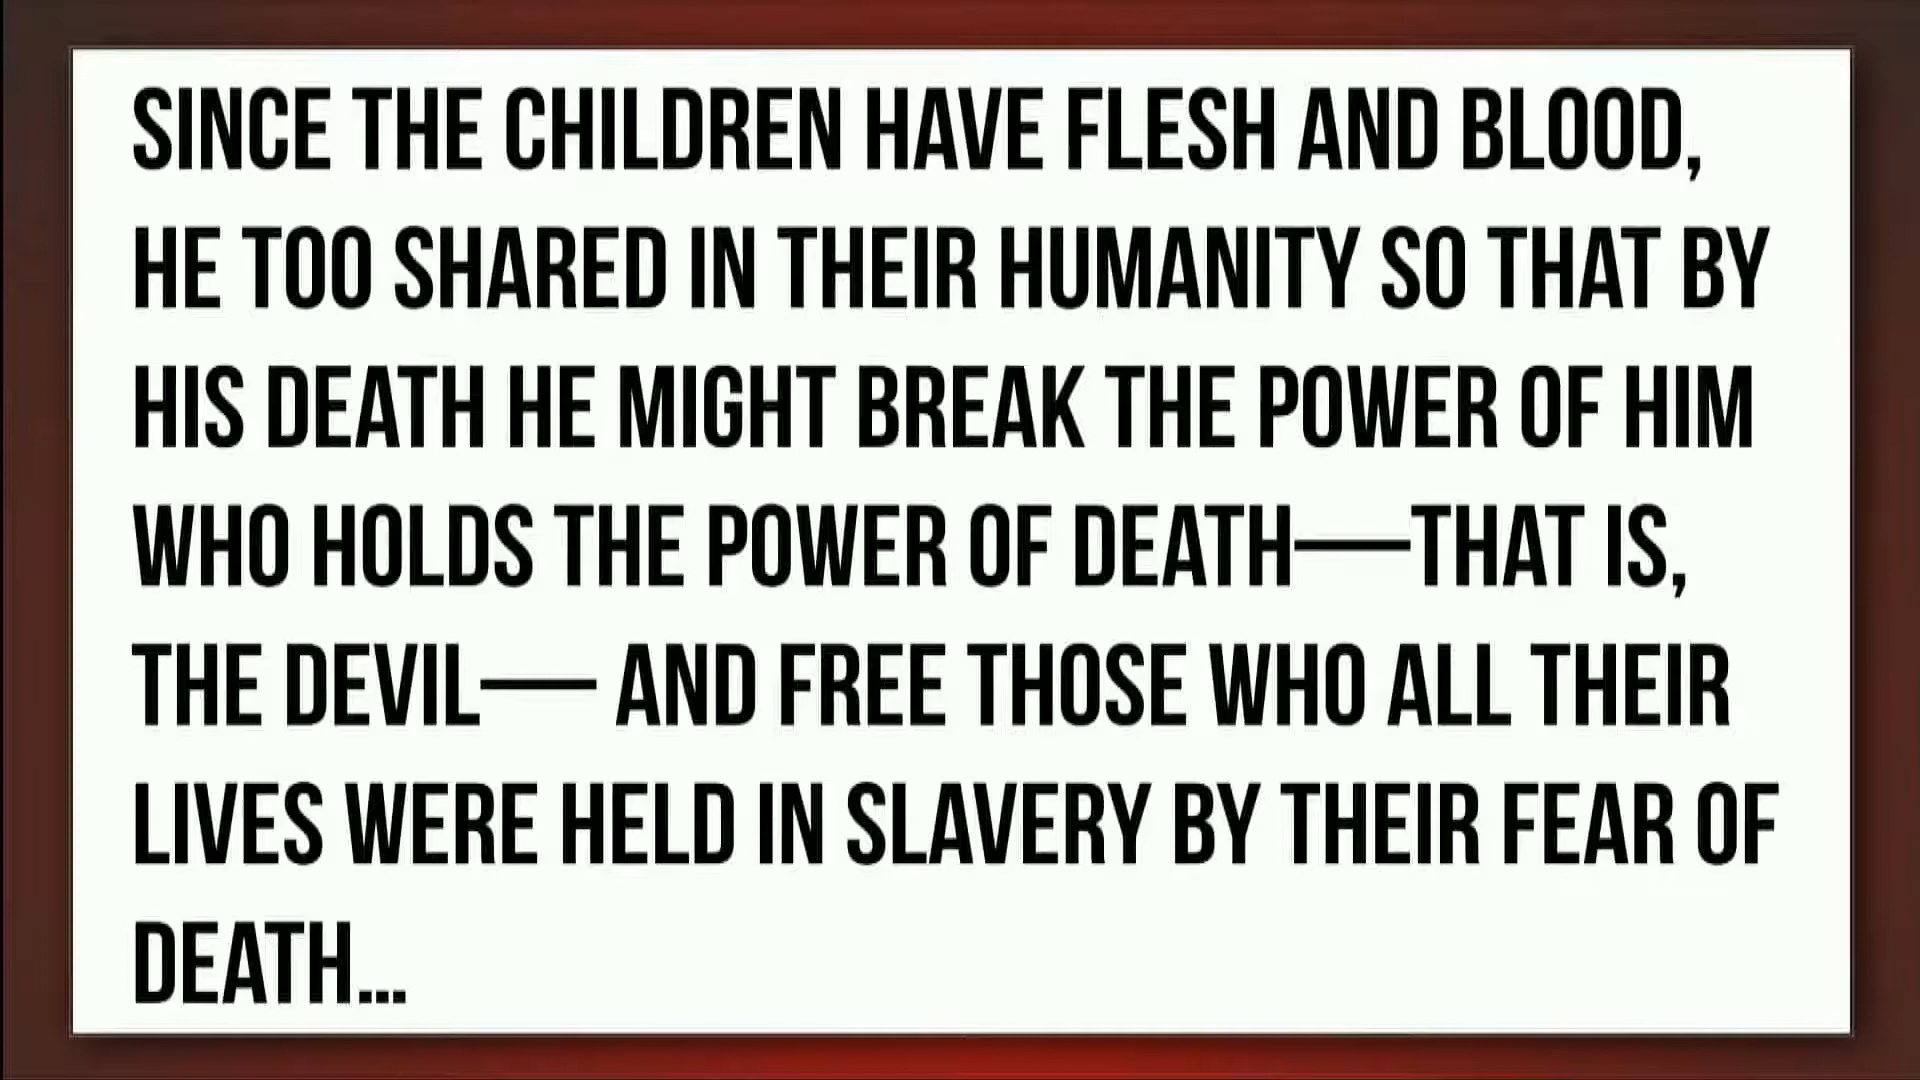 SINCE THE CHILDREN HAVE FLESH AND BLOOD,
HE TOO SHARED IN THEIR HUMANITY SO THAT BY
HIS DEATH HE MIGHT BREAK THE POWER OF HIM
WHO HOLDS THE POWER OF DEATH—THAT IS,
THE DEVIL— AND FREE THOSE WHO ALL THEIR
LIVES WERE HELD IN SLAVERY BY THEIR FEAR OF
DEATH...